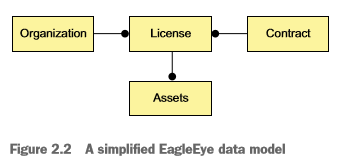 Organization License Contract
Assets
Figure 2.2 A simplified EagleEye data model